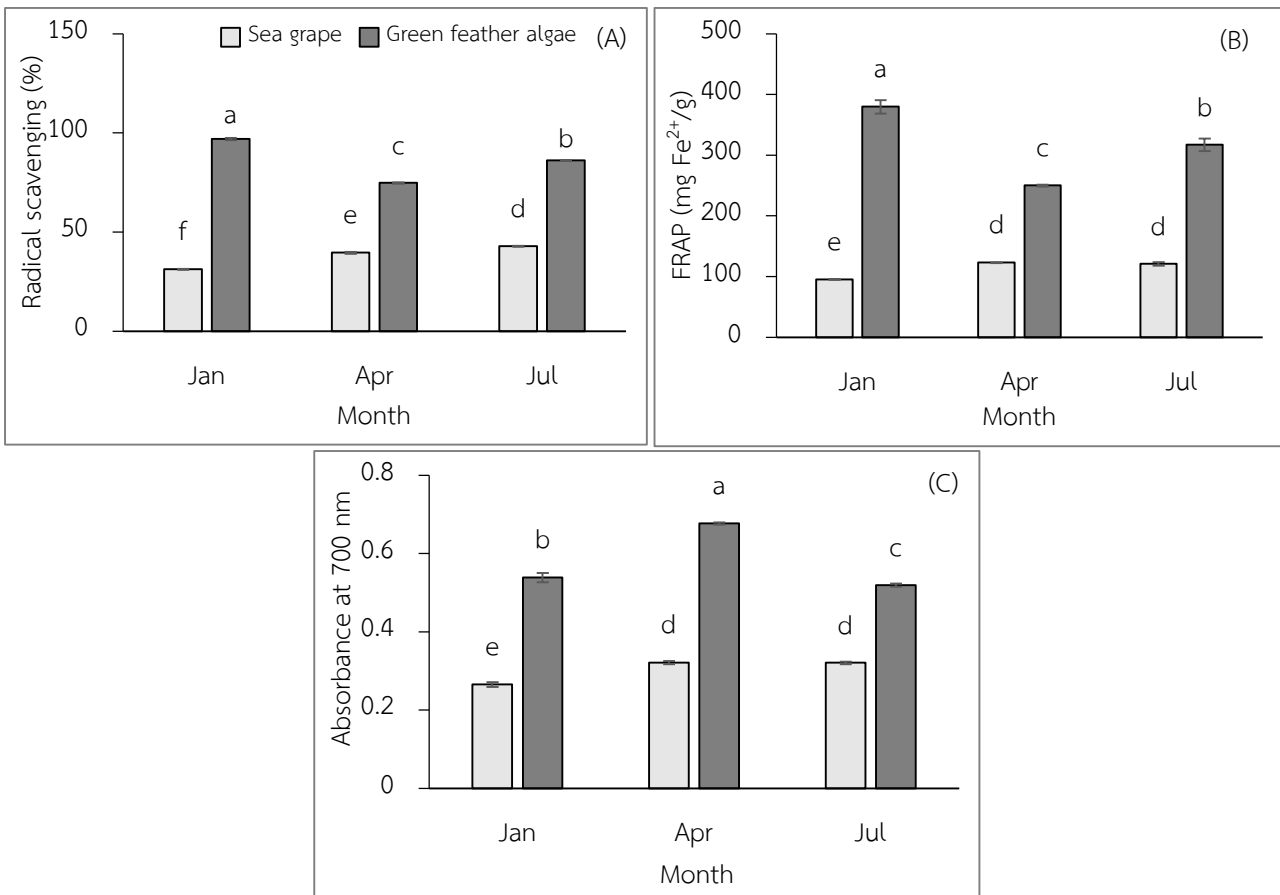 Sea grape Green feather algae (A)
Radical scavenging (%)
150
100
50
0
f a e c d b
Jan Apr Jul
Month
(B)
FRAP (mg Fe²⁺/g)
500
400
300
200
100
0
e a d c d b
Jan Apr Jul
Month
(C)
Absorbance at 700 nm
0.8
0.6
0.4
0.2
0
e b d a d c
Jan Apr Jul
Month